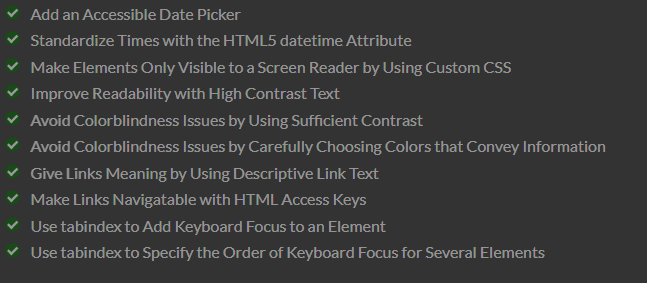 Add an Accessible Date Picker
Standardize Times with the HTML5 datetime Attribute
Make Elements Only Visible to a Screen Reader by Using Custom CSS
Improve Readability with High Contrast Text
Avoid Colorblindness Issues by Using Sufficient Contrast
Avoid Colorblindness Issues by Carefully Choosing Colors that Convey Information
Give Links Meaning by Using Descriptive Link Text
Make Links Navigatable with HTML Access Keys
Use tabindex to Add Keyboard Focus to an Element
Use tabindex to Specify the Order of Keyboard Focus for Several Elements